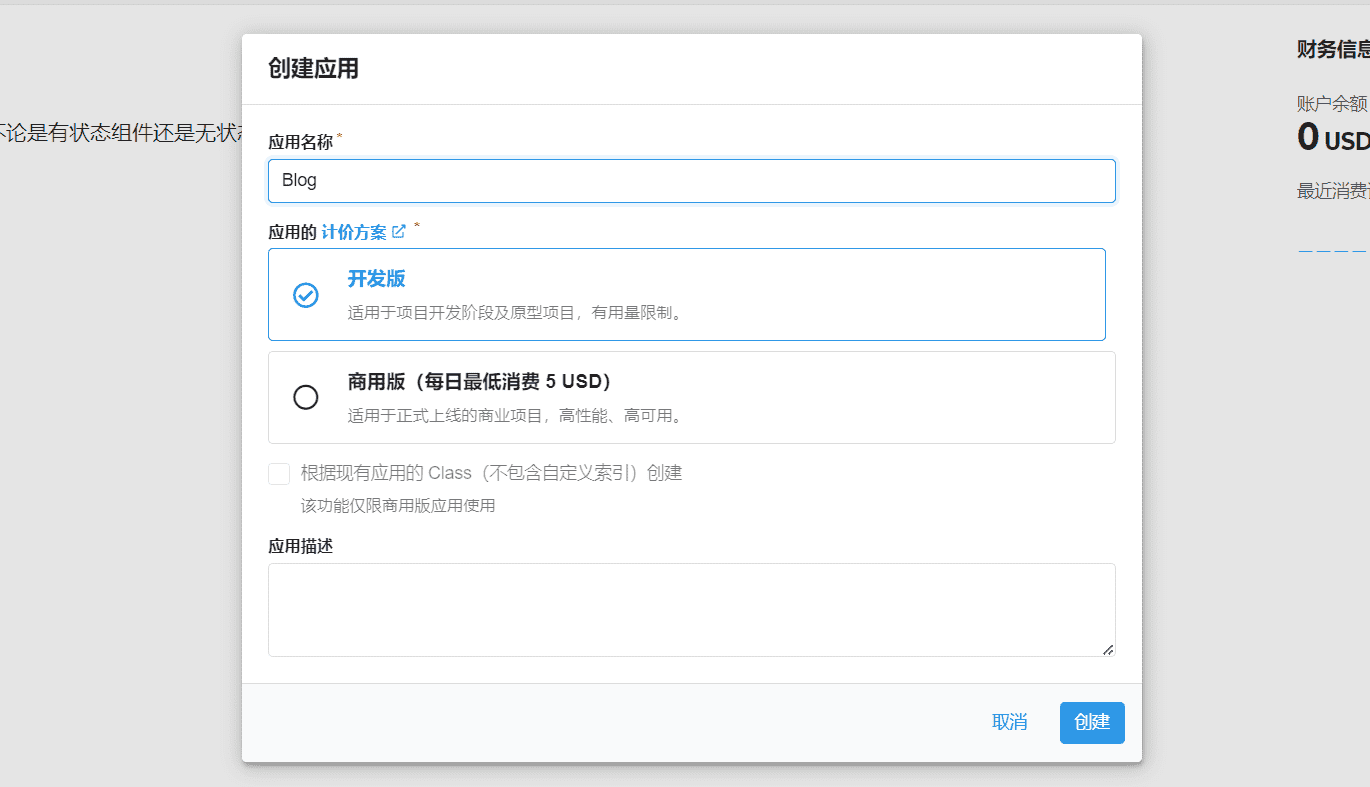 创建应用
财务信息
账户余额
0 USD
最近消费
不论是有状态组件还是无状态
应用名称*
Blog
应用的 计价方案 *
开发版
适用于项目开发阶段及原型项目，有用量限制。
商用版（每日最低消费 5 USD）
适用于正式上线的商业项目，高性能、高可用。
根据现有应用的 Class（不包含自定义索引）创建
该功能仅限商用版应用使用
应用描述
取消
创建